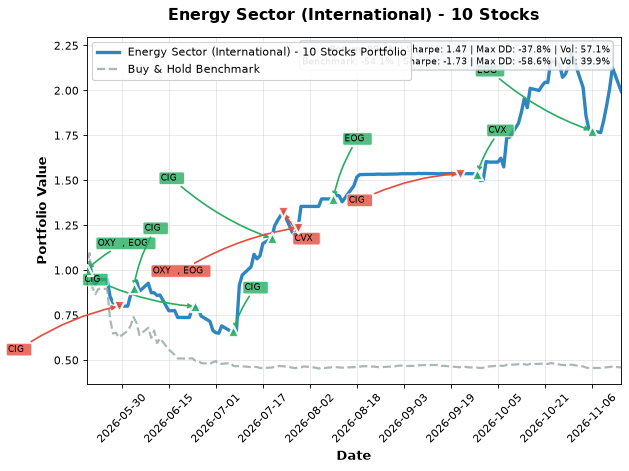 Energy Sector (International) - 10 Stocks
Energy Sector (International) - 10 Stocks Portfolio
Buy & Hold Benchmark
Sharpe: 1.47 | Max DD: -37.8% | Vol: 57.1%
Benchmark: -54.1% | Sharpe: -1.73 | Max DD: -58.6% | Vol: 39.9%
EOG
EOG
CVX
CIG
CIG
CIG
OXY , EOG
CVX
OXY , EOG
CIG
CIG
CIG
Portfolio Value
2.25
2.00
1.75
1.50
1.25
1.00
0.75
0.50
2026-05-30
2026-06-15
2026-07-01
2026-07-17
2026-08-02
2026-08-18
2026-09-03
2026-09-19
2026-10-05
2026-10-21
2026-11-06
Date